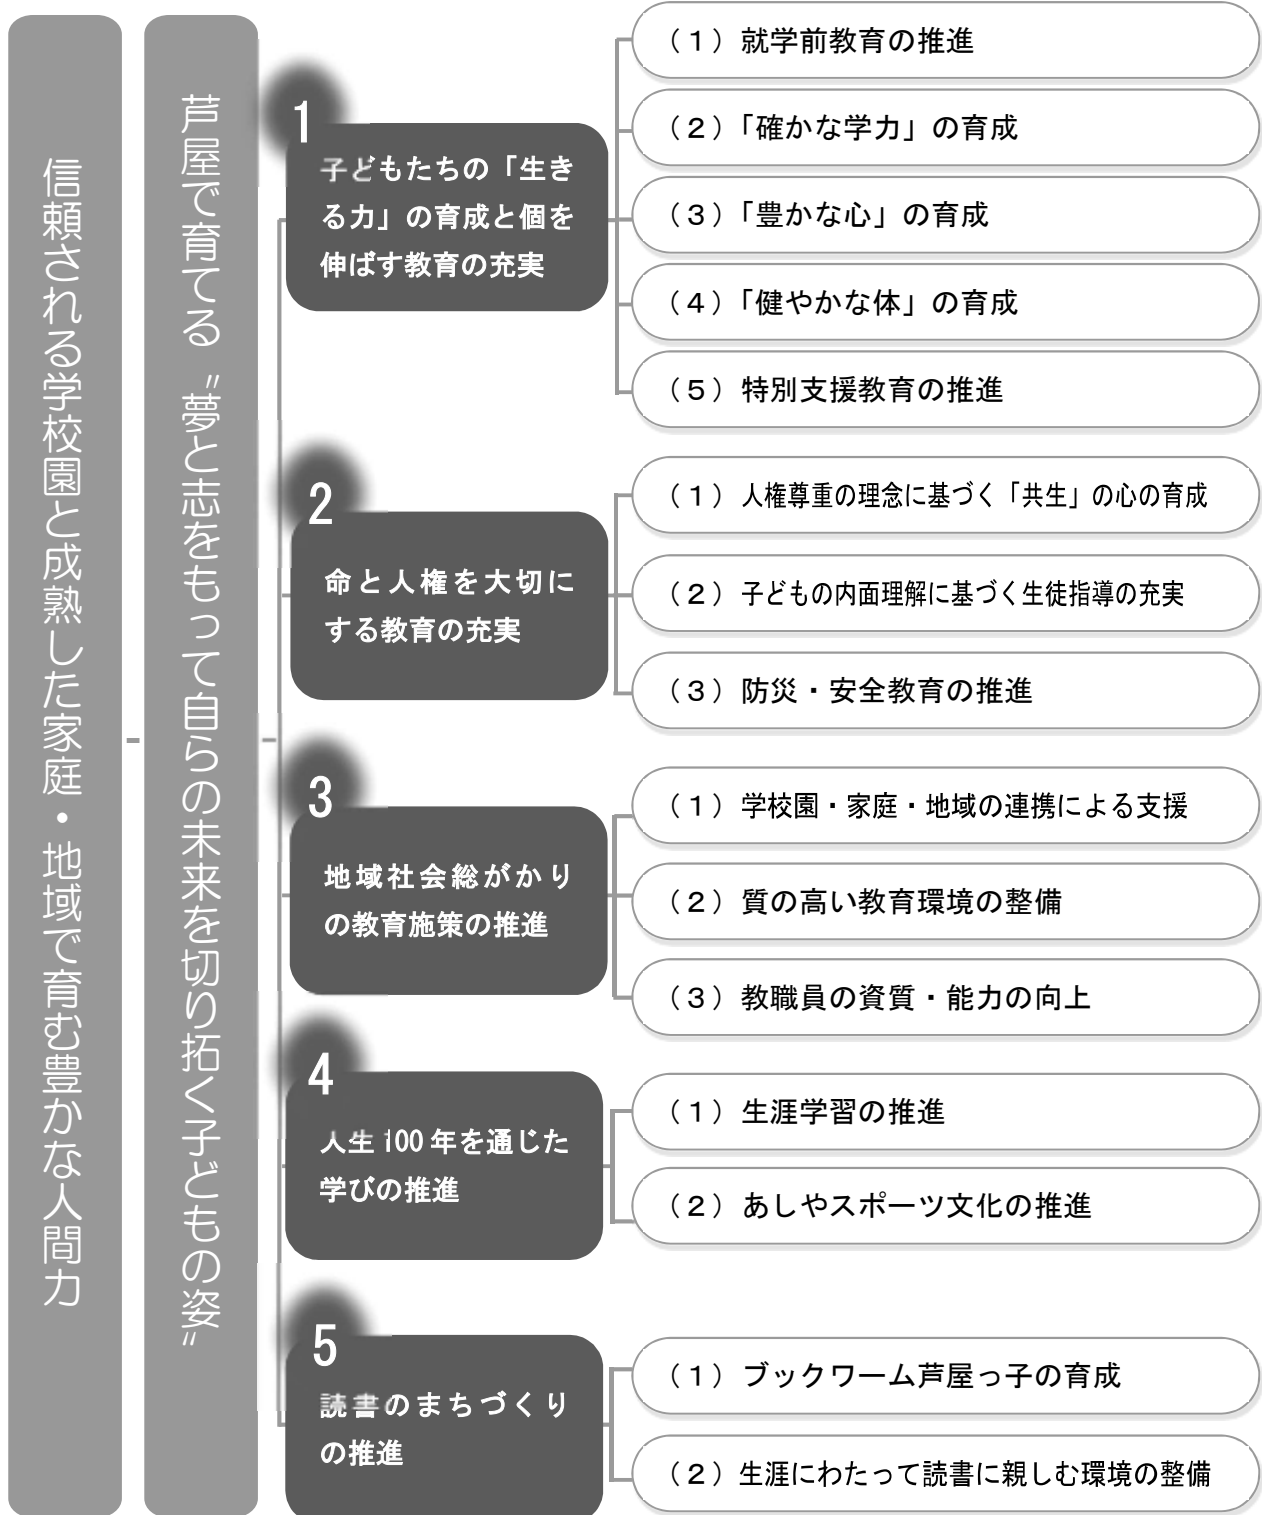 信頼される学校園と成熟した家庭・地域で育む豊かな人間力
芦屋で育てる〝夢と志をもって自らの未来を切り拓く子どもの姿〟
1
子どもたちの「生き
る力」の育成と個を
伸ばす教育の充実
(1)就学前教育の推進
(2)「確かな学力」の育成
(3)「豊かな心」の育成
(4)「健やかな体」の育成
(5)特別支援教育の推進
2
命と人権を大切に
する教育の充実
(1)人権尊重の理念に基づく「共生」の心の育成
(2)子どもの内面理解に基づく生徒指導の充実
(3)防災・安全教育の推進
3
地域社会総がかり
の教育施策の推進
(1)学校園・家庭・地域の連携による支援
(2)質の高い教育環境の整備
(3)教職員の資質・能力の向上
4
人生100年を通じた
学びの推進
(1)生涯学習の推進
(2)あしやスポーツ文化の推進
5
読書のまちづくり
の推進
(1)ブックワーム芦屋っ子の育成
(2)生涯にわたって読書に親しむ環境の整備